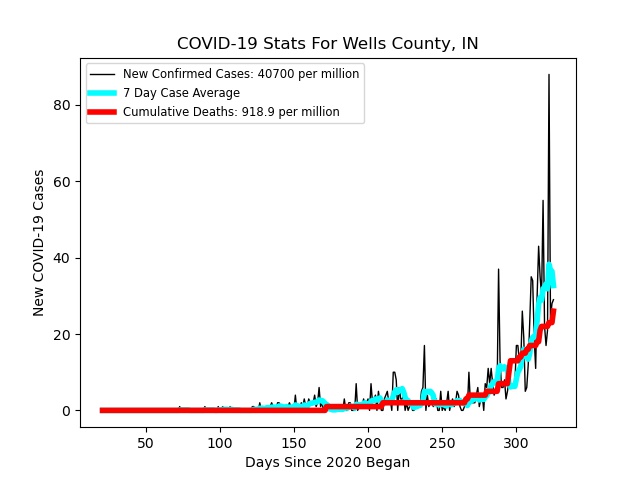 COVID-19 Stats For Wells County, IN
New Confirmed Cases: 40700 per million
7 Day Case Average
Cumulative Deaths: 918.9 per million
New COVID-19 Cases
80
60
40
20
0
50 100 150 200 250 300
Days Since 2020 Began